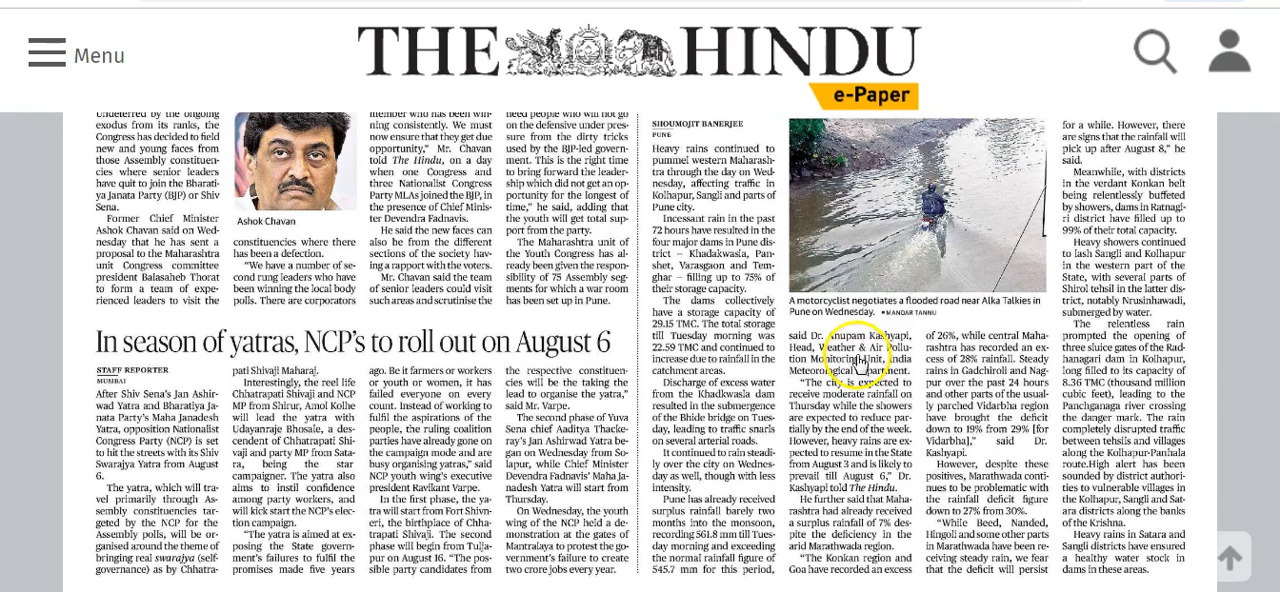 Menu
THE HINDU
e-Paper
Undeterred by the ongoing
exodus from its ranks, the
Congress has decided to field
new and young faces from
those Assembly constituen-
cies where senior leaders
have quit to join the Bharati-
ya Janata Party (BJP) or Shiv
Sena.
Former Chief Minister
Ashok Chavan said on Wed-
nesday that he has sent a
proposal to the Maharashtra
unit Congress committee
president Balasaheb Thorat
to form a team of expe-
rienced leaders to visit the
Ashok Chavan
constituencies where there
has been a defection.
“We have a number of se-
cond rung leaders who have
been winning the local body
polls. There are corporators
member who has been win-
ning consistently. We must
now ensure that they get due
opportunity,” Mr. Chavan
told The Hindu, on a day
when one Congress and
three Nationalist Congress
Party MLAs joined the BJP, in
the presence of Chief Minis-
ter Devendra Fadnavis.
He said the new faces can
also be from the different
sections of the society hav-
ing a rapport with the voters.
Mr. Chavan said the team
of senior leaders could visit
such areas and scrutinise the
need people who will not go
on the defensive under pres-
sure from the dirty tricks
used by the BJP-led govern-
ment. This is the right time
to bring forward the leader-
ship which did not get an op-
portunity for the longest of
time,” he said, adding that
the youth will get total sup-
port from the party.
The Maharashtra unit of
the Youth Congress has al-
ready been given the respon-
sibility of 75 Assembly seg-
ments for which a war room
has been set up in Pune.
In season of yatras, NCP’s to roll out on August 6
STAFF REPORTER
MUMBAI
After Shiv Sena’s Jan Ashir-
wad Yatra and Bharatiya Ja-
nata Party’s Maha Janadesh
Yatra, opposition Nationalist
Congress Party (NCP) is set
to hit the streets with its Shiv
Swarajya Yatra from August
6.
The yatra, which will tra-
vel primarily through As-
sembly constituencies tar-
geted by the NCP for the
Assembly polls, will be or-
ganised around the theme of
bringing real swarajya (self-
governance) as by Chhatra-
pati Shivaji Maharaj.
Interestingly, the reel life
Chhatrapati Shivaji and NCP
MP from Shirur, Amol Kolhe
will lead the yatra with
Udayanraje Bhosale, a des-
cendent of Chhatrapati Shi-
vaji and party MP from Sata-
ra, being the star
campaigner. The yatra also
aims to instil confidence
among party workers, and
will kick start the NCP’s elec-
tion campaign.
“The yatra is aimed at ex-
posing the State govern-
ment’s failures to fulfil the
promises made five years
ago. Be it farmers or workers
or youth or women, it has
failed everyone on every
count. Instead of working to
fulfil the aspirations of the
people, the ruling coalition
parties have already gone on
the campaign mode and are
busy organising yatras,” said
NCP youth wing’s executive
president Ravikant Varpe.
In the first phase, the ya-
tra will start from Fort Shivn-
eri, the birthplace of Chha-
trapati Shivaji. The second
phase will begin from Tulja-
pur on August 16. “The pos-
sible party candidates from
the respective constituen-
cies will be the taking the
lead to organise the yatra,”
said Mr. Varpe.
The second phase of Yuva
Sena chief Aaditya Thacke-
ray’s Jan Ashirwad Yatra be-
gan on Wednesday from So-
lapur, while Chief Minister
Devendra Fadnavis’ Maha Ja-
nadesh Yatra will start from
Thursday.
On Wednesday, the youth
wing of the NCP held a de-
monstration at the gates of
Mantralaya to protest the go-
vernment’s failure to create
two crore jobs every year.
SHOUMOJIT BANERJEE
PUNE
Heavy rains continued to
pummel western Maharash-
tra through the day on Wed-
nesday, affecting traffic in
Kolhapur, Sangli and parts of
Pune city.
Incessant rain in the past
72 hours have resulted in the
four major dams in Pune dis-
trict – Khadakwasla, Pan-
shet, Varasgaon and Tem-
ghar – filling up to 75% of
their storage capacity.
The dams collectively
have a storage capacity of
29.15 TMC. The total storage
till Tuesday morning was
22.59 TMC and continued to
increase due to rainfall in the
catchment areas.
Discharge of excess water
from the Khadkwasla dam
resulted in the submergence
of the Bhide bridge on Tues-
day, leading to traffic snarls
on several arterial roads.
It continued to rain steadi-
ly over the city on Wednes-
day as well, though with less
intensity.
Pune has already received
surplus rainfall barely two
months into the monsoon,
recording 561.8 mm till Tues-
day morning and exceeding
the normal rainfall figure of
545.7 mm for this period,
A motorcyclist negotiates a flooded road near Alka Talkies in
Pune on Wednesday. • MANDAR TANNU
said Dr. Anupam Kashyapi,
Head, Weather & Air Pollu-
tion Monitoring Unit, India
Meteorological Department.
“The city is expected to
receive moderate rainfall on
Thursday while the showers
are expected to reduce par-
tially by the end of the week.
However, heavy rains are ex-
pected to resume in the State
from August 3 and is likely to
prevail till August 6,” Dr.
Kashyapi told The Hindu.
He further said that Maha-
rashtra had already received
a surplus rainfall of 7% des-
pite the deficiency in the
arid Marathwada region.
“The Konkan region and
Goa have recorded an excess
of 26%, while central Maha-
rashtra has recorded an ex-
cess of 28% rainfall. Steady
rains in Gadchiroli and Nag-
pur over the past 24 hours
and other parts of the usual-
ly parched Vidarbha region
have brought the deficit
down to 19% from 29% [for
Vidarbha],” said Dr.
Kashyapi.
However, despite these
positives, Marathwada conti-
nues to be problematic with
the rainfall deficit figure
down to 27% from 30%.
“While Beed, Nanded,
Hingoli and some other parts
in Marathwada have been re-
ceiving steady rain, we fear
that the deficit will persist
for a while. However, there
are signs that the rainfall will
pick up after August 8,” he
said.
Meanwhile, with districts
in the verdant Konkan belt
being relentlessly buffeted
by showers, dams in Ratnagi-
ri district have filled up to
99% of their total capacity.
Heavy showers continued
to lash Sangli and Kolhapur
in the western part of the
State, with several parts of
Shirol tehsil in the latter dis-
trict, notably Nrusinhawadi,
submerged by water.
The relentless rain
prompted the opening of
three sluice gates of the Rad-
hanagari dam in Kolhapur,
long filled to its capacity of
8.36 TMC (thousand million
cubic feet), leading to the
Panchganga river crossing
the danger mark. The rain
completely disrupted traffic
between tehsils and villages
along the Kolhapur-Panhala
route.High alert has been
sounded by district authori-
ties to vulnerable villages in
the Kolhapur, Sangli and Sat-
ara districts along the banks
of the Krishna.
Heavy rains in Satara and
Sangli districts have ensured
a healthy water stock in
dams in these areas.